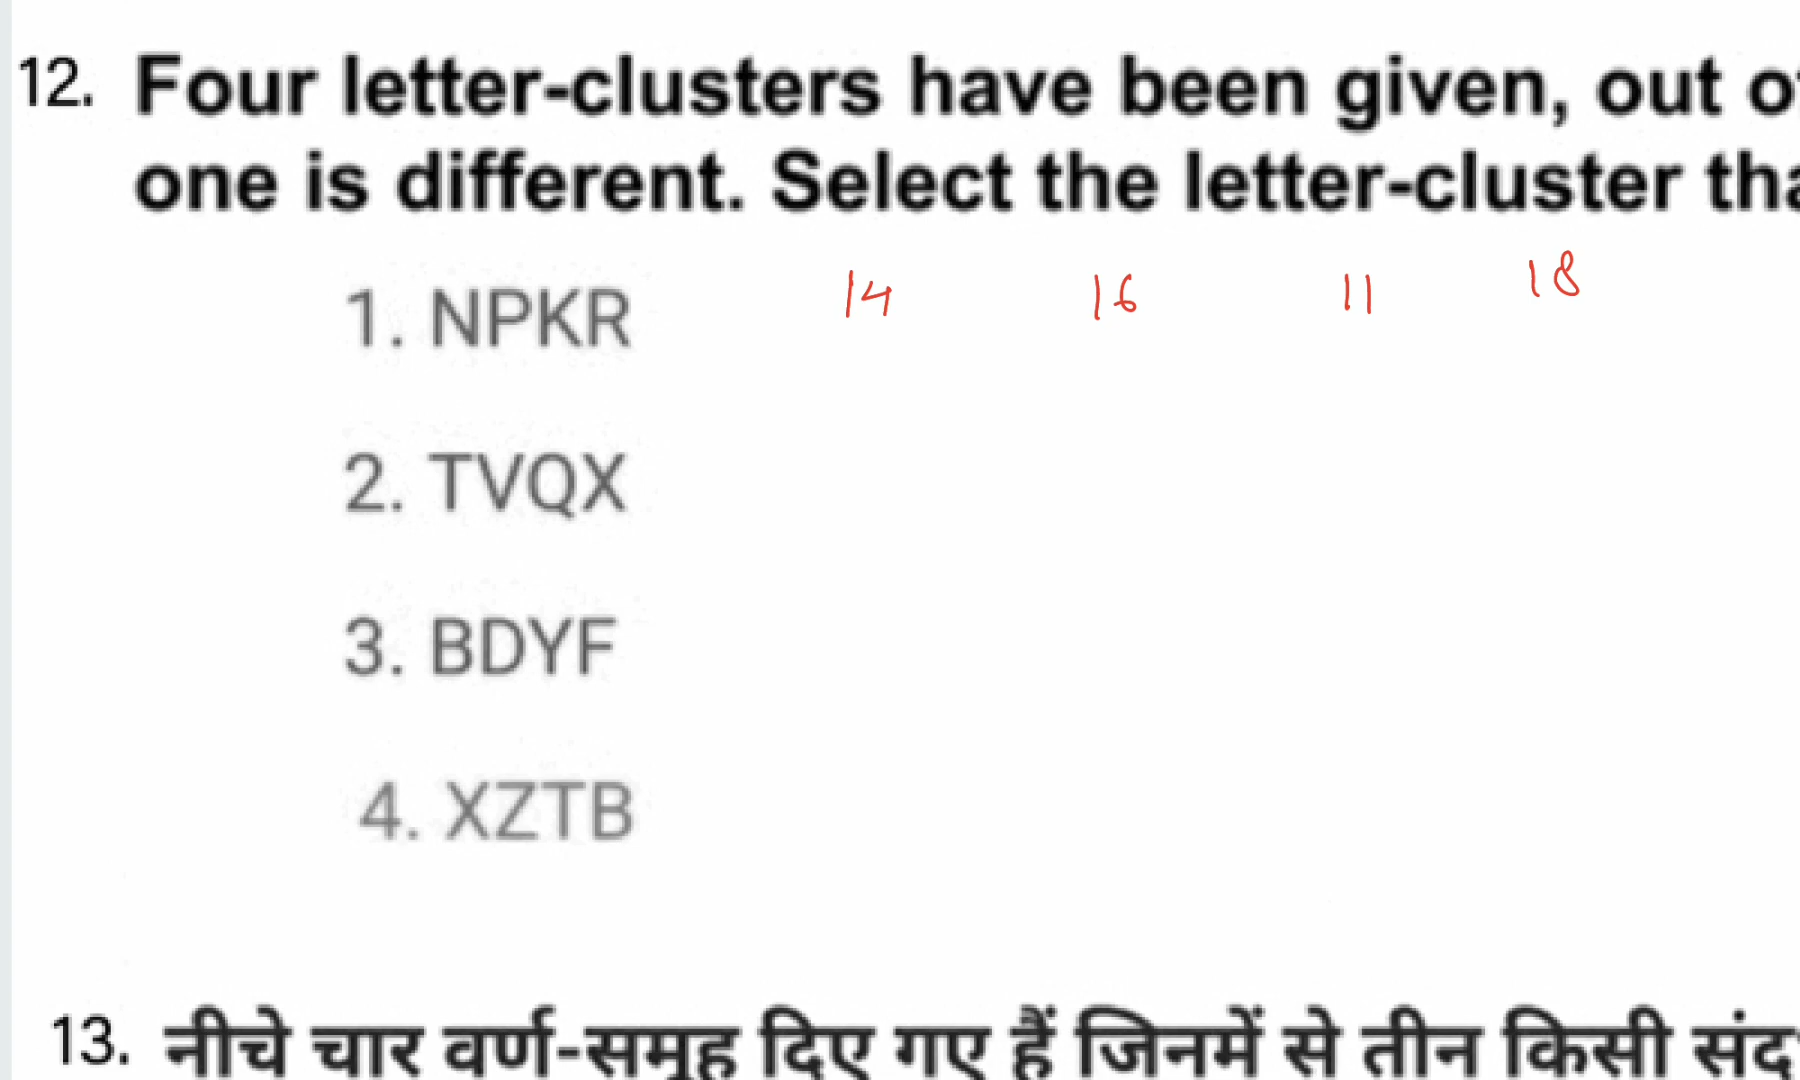 12. Four letter-clusters have been given, out of
one is different. Select the letter-cluster tha
1. NPKR 14 16 11 18
2. TVQX
3. BDYF
4. XZTB
13. नीचे चार वर्ण-समूह दिए गए हैं जिनमें से तीन किसी संद